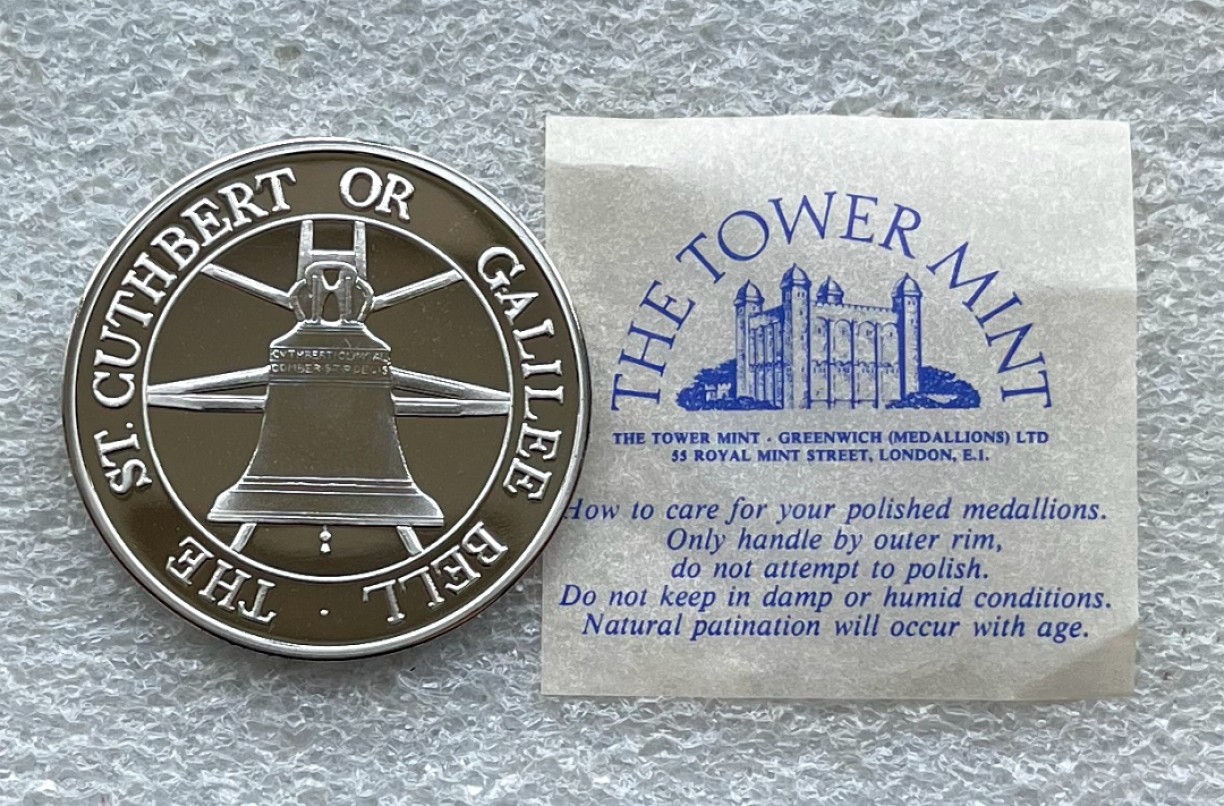 THE ST. CUTHBERT OR GALILEE BELL ·
CUTHBERT
THE TOWER MINT
THE TOWER MINT · GREENWICH (MEDALLIONS) LTD
55 ROYAL MINT STREET, LONDON, E.1.
How to care for your polished medallions.
Only handle by outer rim,
do not attempt to polish.
Do not keep in damp or humid conditions.
Natural patination will occur with age.